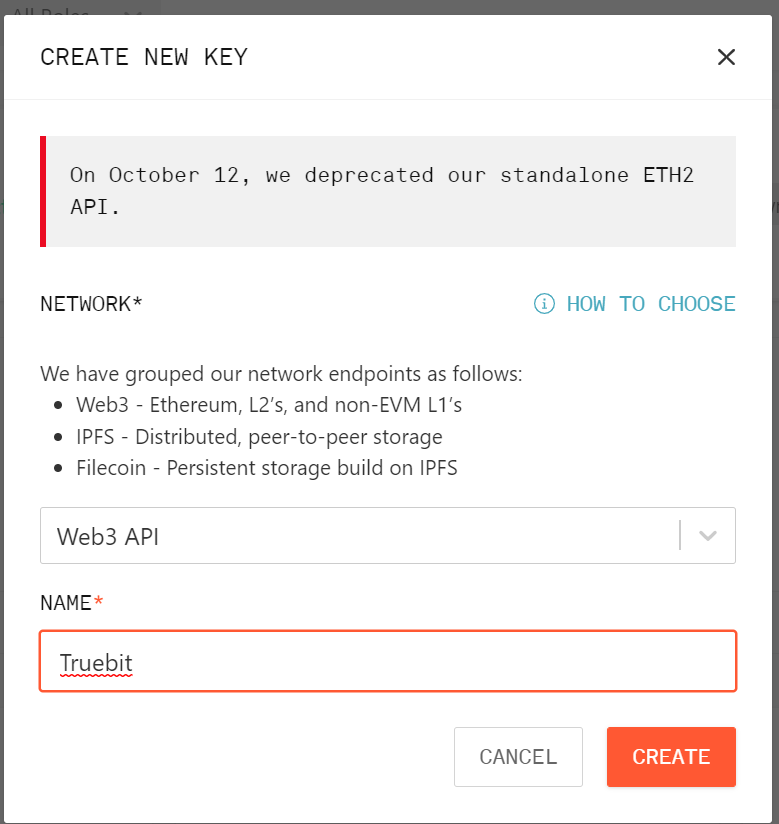 All Roles
CREATE NEW KEY
On October 12, we deprecated our standalone ETH2
API.
NETWORK*
HOW TO CHOOSE
We have grouped our network endpoints as follows:
• Web3 - Ethereum, L2’s, and non-EVM L1’s
• IPFS - Distributed, peer-to-peer storage
• Filecoin - Persistent storage build on IPFS
Web3 API
NAME*
Truebit
CANCEL
CREATE